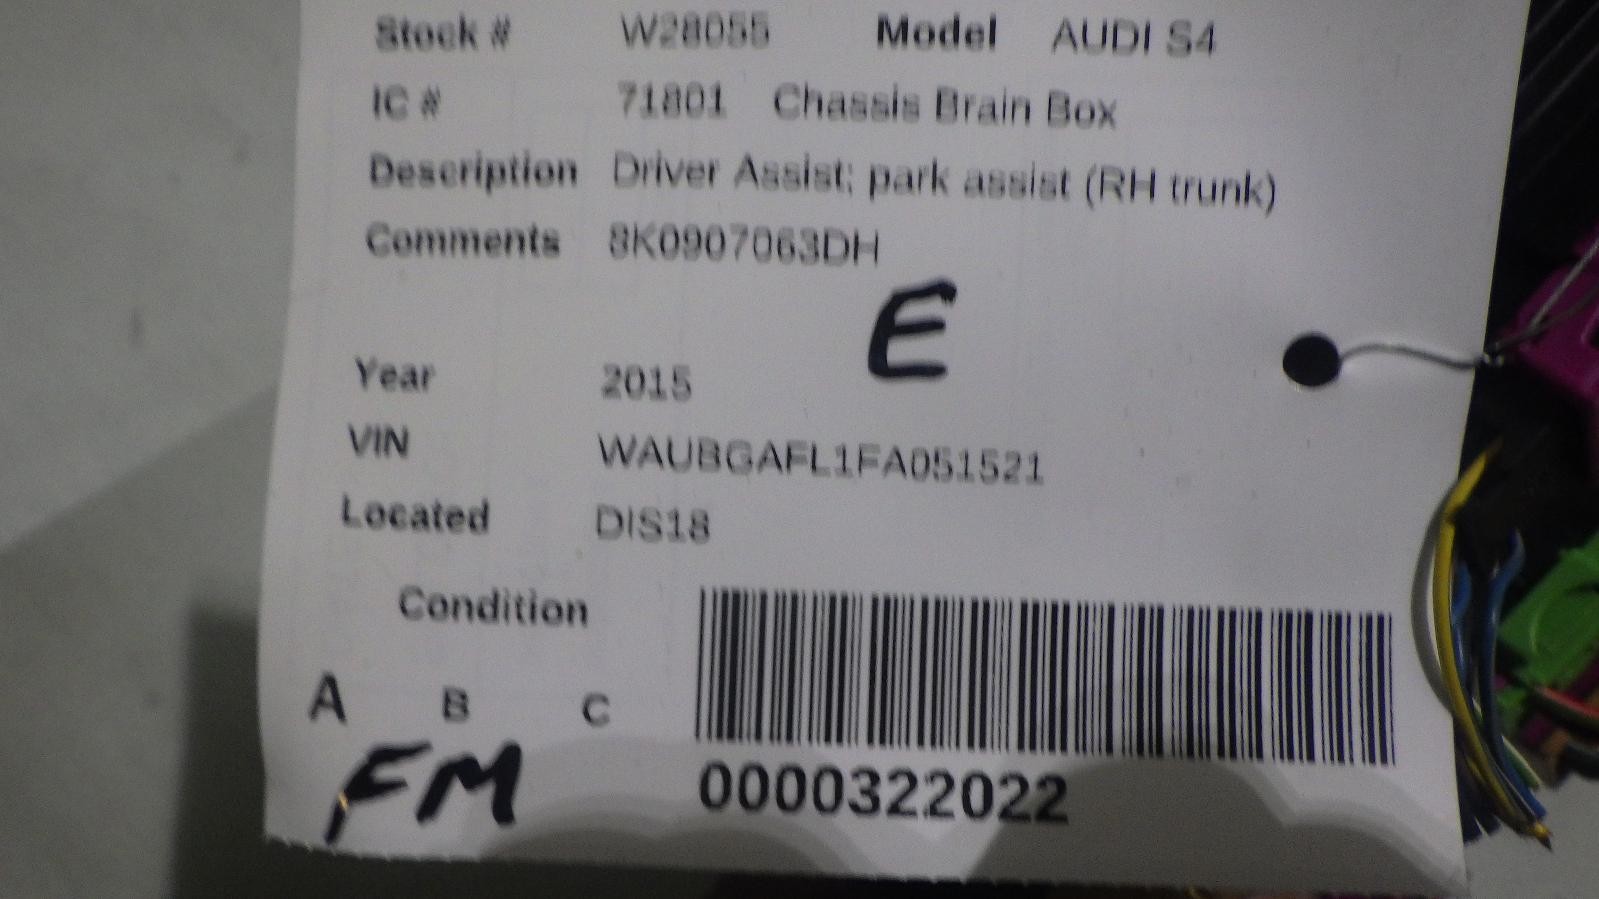 Stock # W28055 Model AUDI S4
IC # 71801 Chassis Brain Box
Description Driver Assist; park assist (RH trunk)
Comments 8K0907063DH
E
Year 2015
VIN WAUBGAFL1FA051521
Located DIS18
Condition
A B C
FM
0000322022